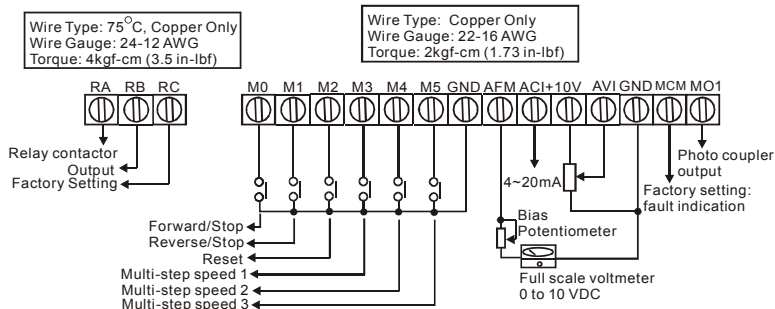 Wire Type: 75°C, Copper Only
Wire Gauge: 24-12 AWG
Torque: 4kgf-cm (3.5 in-lbf)
Wire Type: Copper Only
Wire Gauge: 22-16 AWG
Torque: 2kgf-cm (1.73 in-lbf)
RA RB RC
M0 M1 M2 M3 M4 M5 GND AFM ACI +10V AVI GND MCM MO1
Relay contactor
Output
Factory Setting
4~20mA
Photo coupler
output
Factory setting:
fault indication
Bias
Potentiometer
Forward/Stop
Reverse/Stop
Reset
Multi-step speed 1
Multi-step speed 2
Multi-step speed 3
Full scale voltmeter
0 to 10 VDC